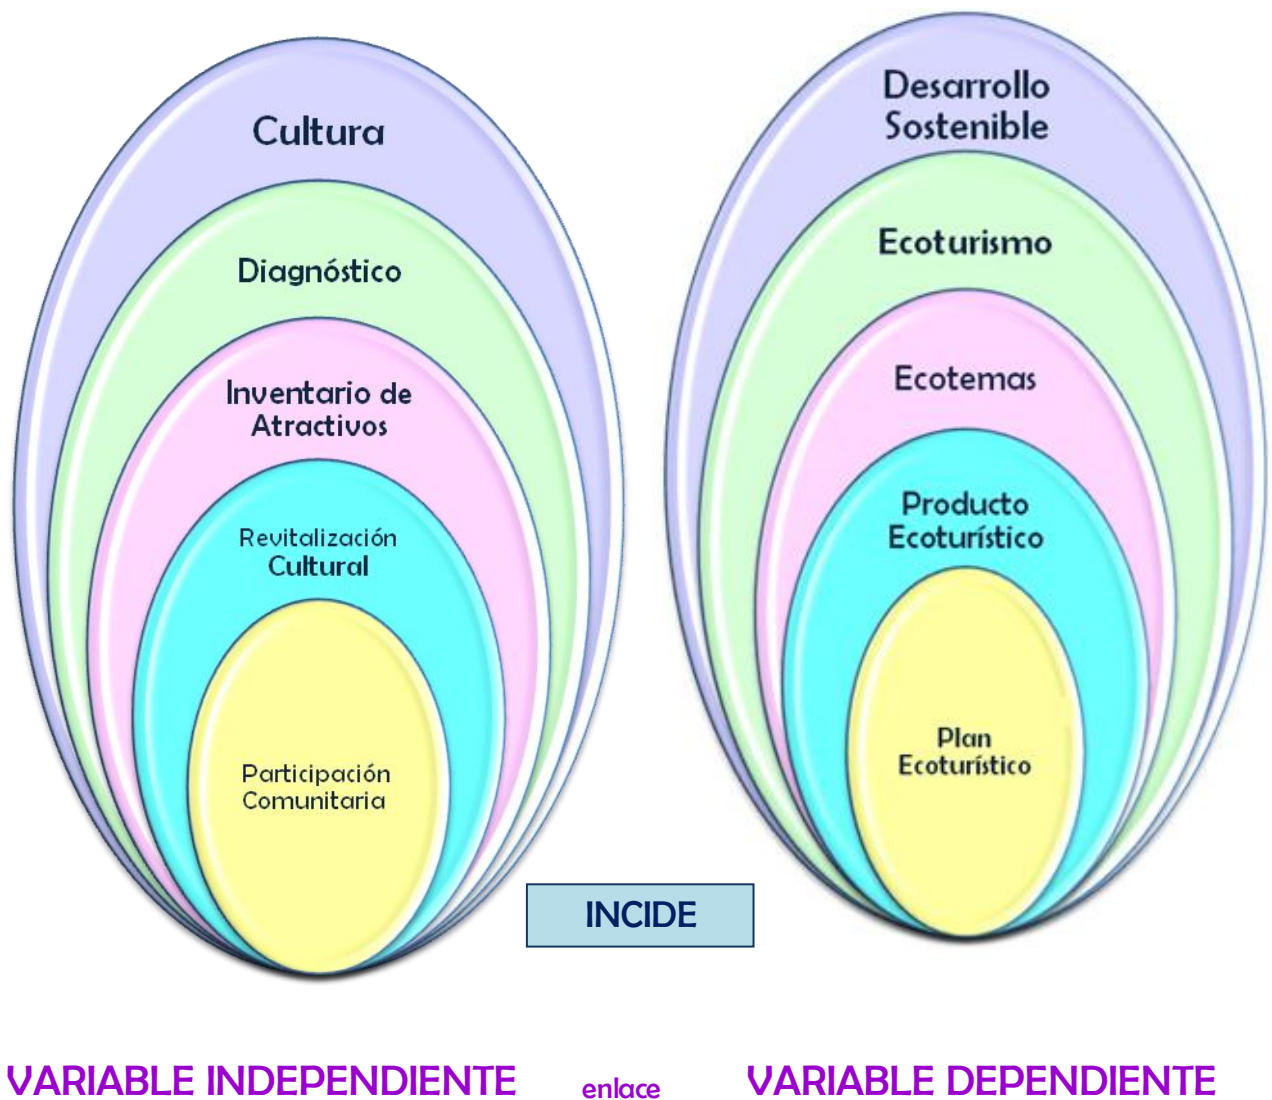 Cultura
Diagnóstico
Inventario de
Atractivos
Revitalización
Cultural
Participación
Comunitaria
Desarrollo
Sostenible
Ecoturismo
Ecotemas
Producto
Ecoturístico
Plan
Ecoturístico
INCIDE
VARIABLE INDEPENDIENTE
enlace
VARIABLE DEPENDIENTE